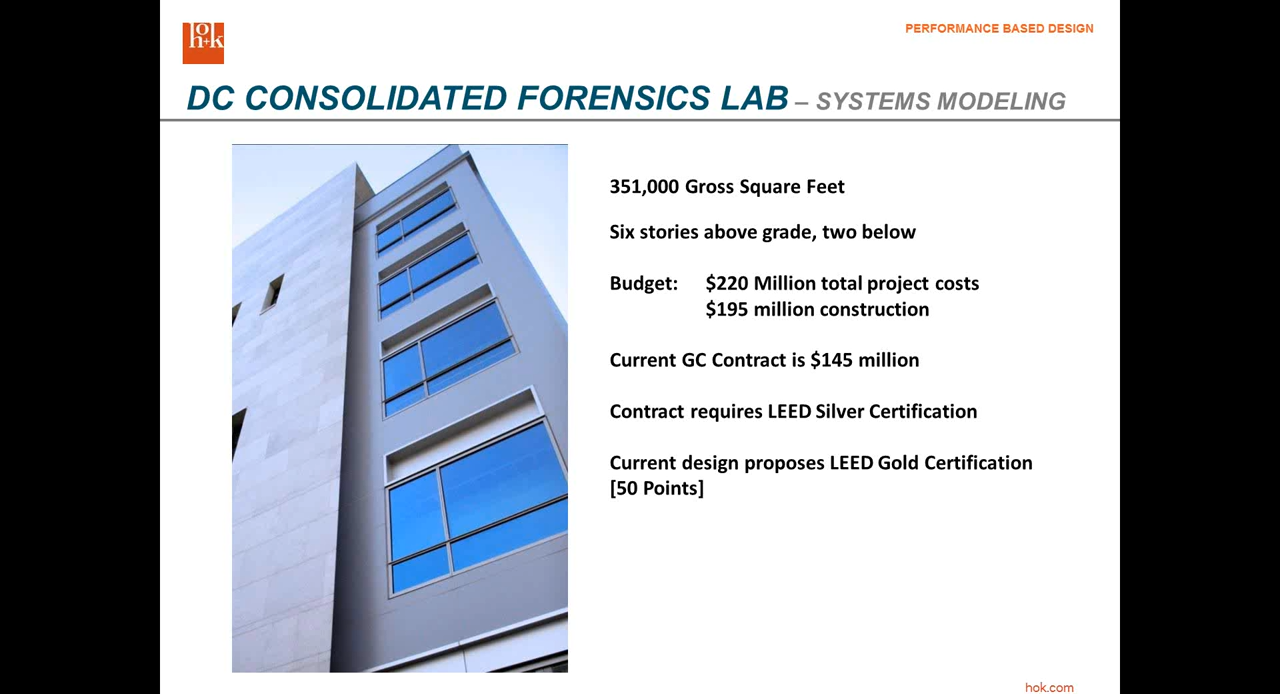 ho
h+k
PERFORMANCE BASED DESIGN
DC CONSOLIDATED FORENSICS LAB – SYSTEMS MODELING
351,000 Gross Square Feet
Six stories above grade, two below
Budget: $220 Million total project costs
$195 million construction
Current GC Contract is $145 million
Contract requires LEED Silver Certification
Current design proposes LEED Gold Certification
[50 Points]
hok.com